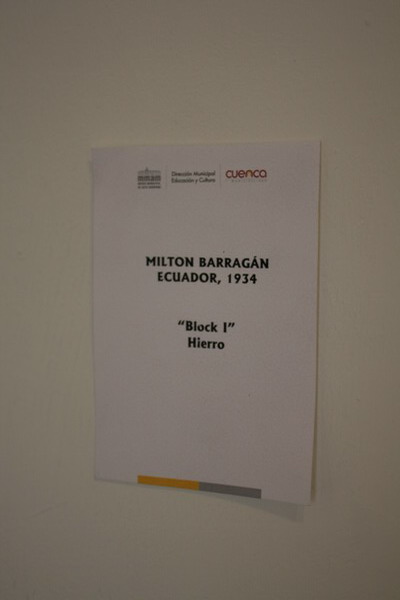 Dirección Municipal
Educación y Cultura
cuenca
MILTON BARRAGÁN
ECUADOR, 1934
"Block I"
Hierro